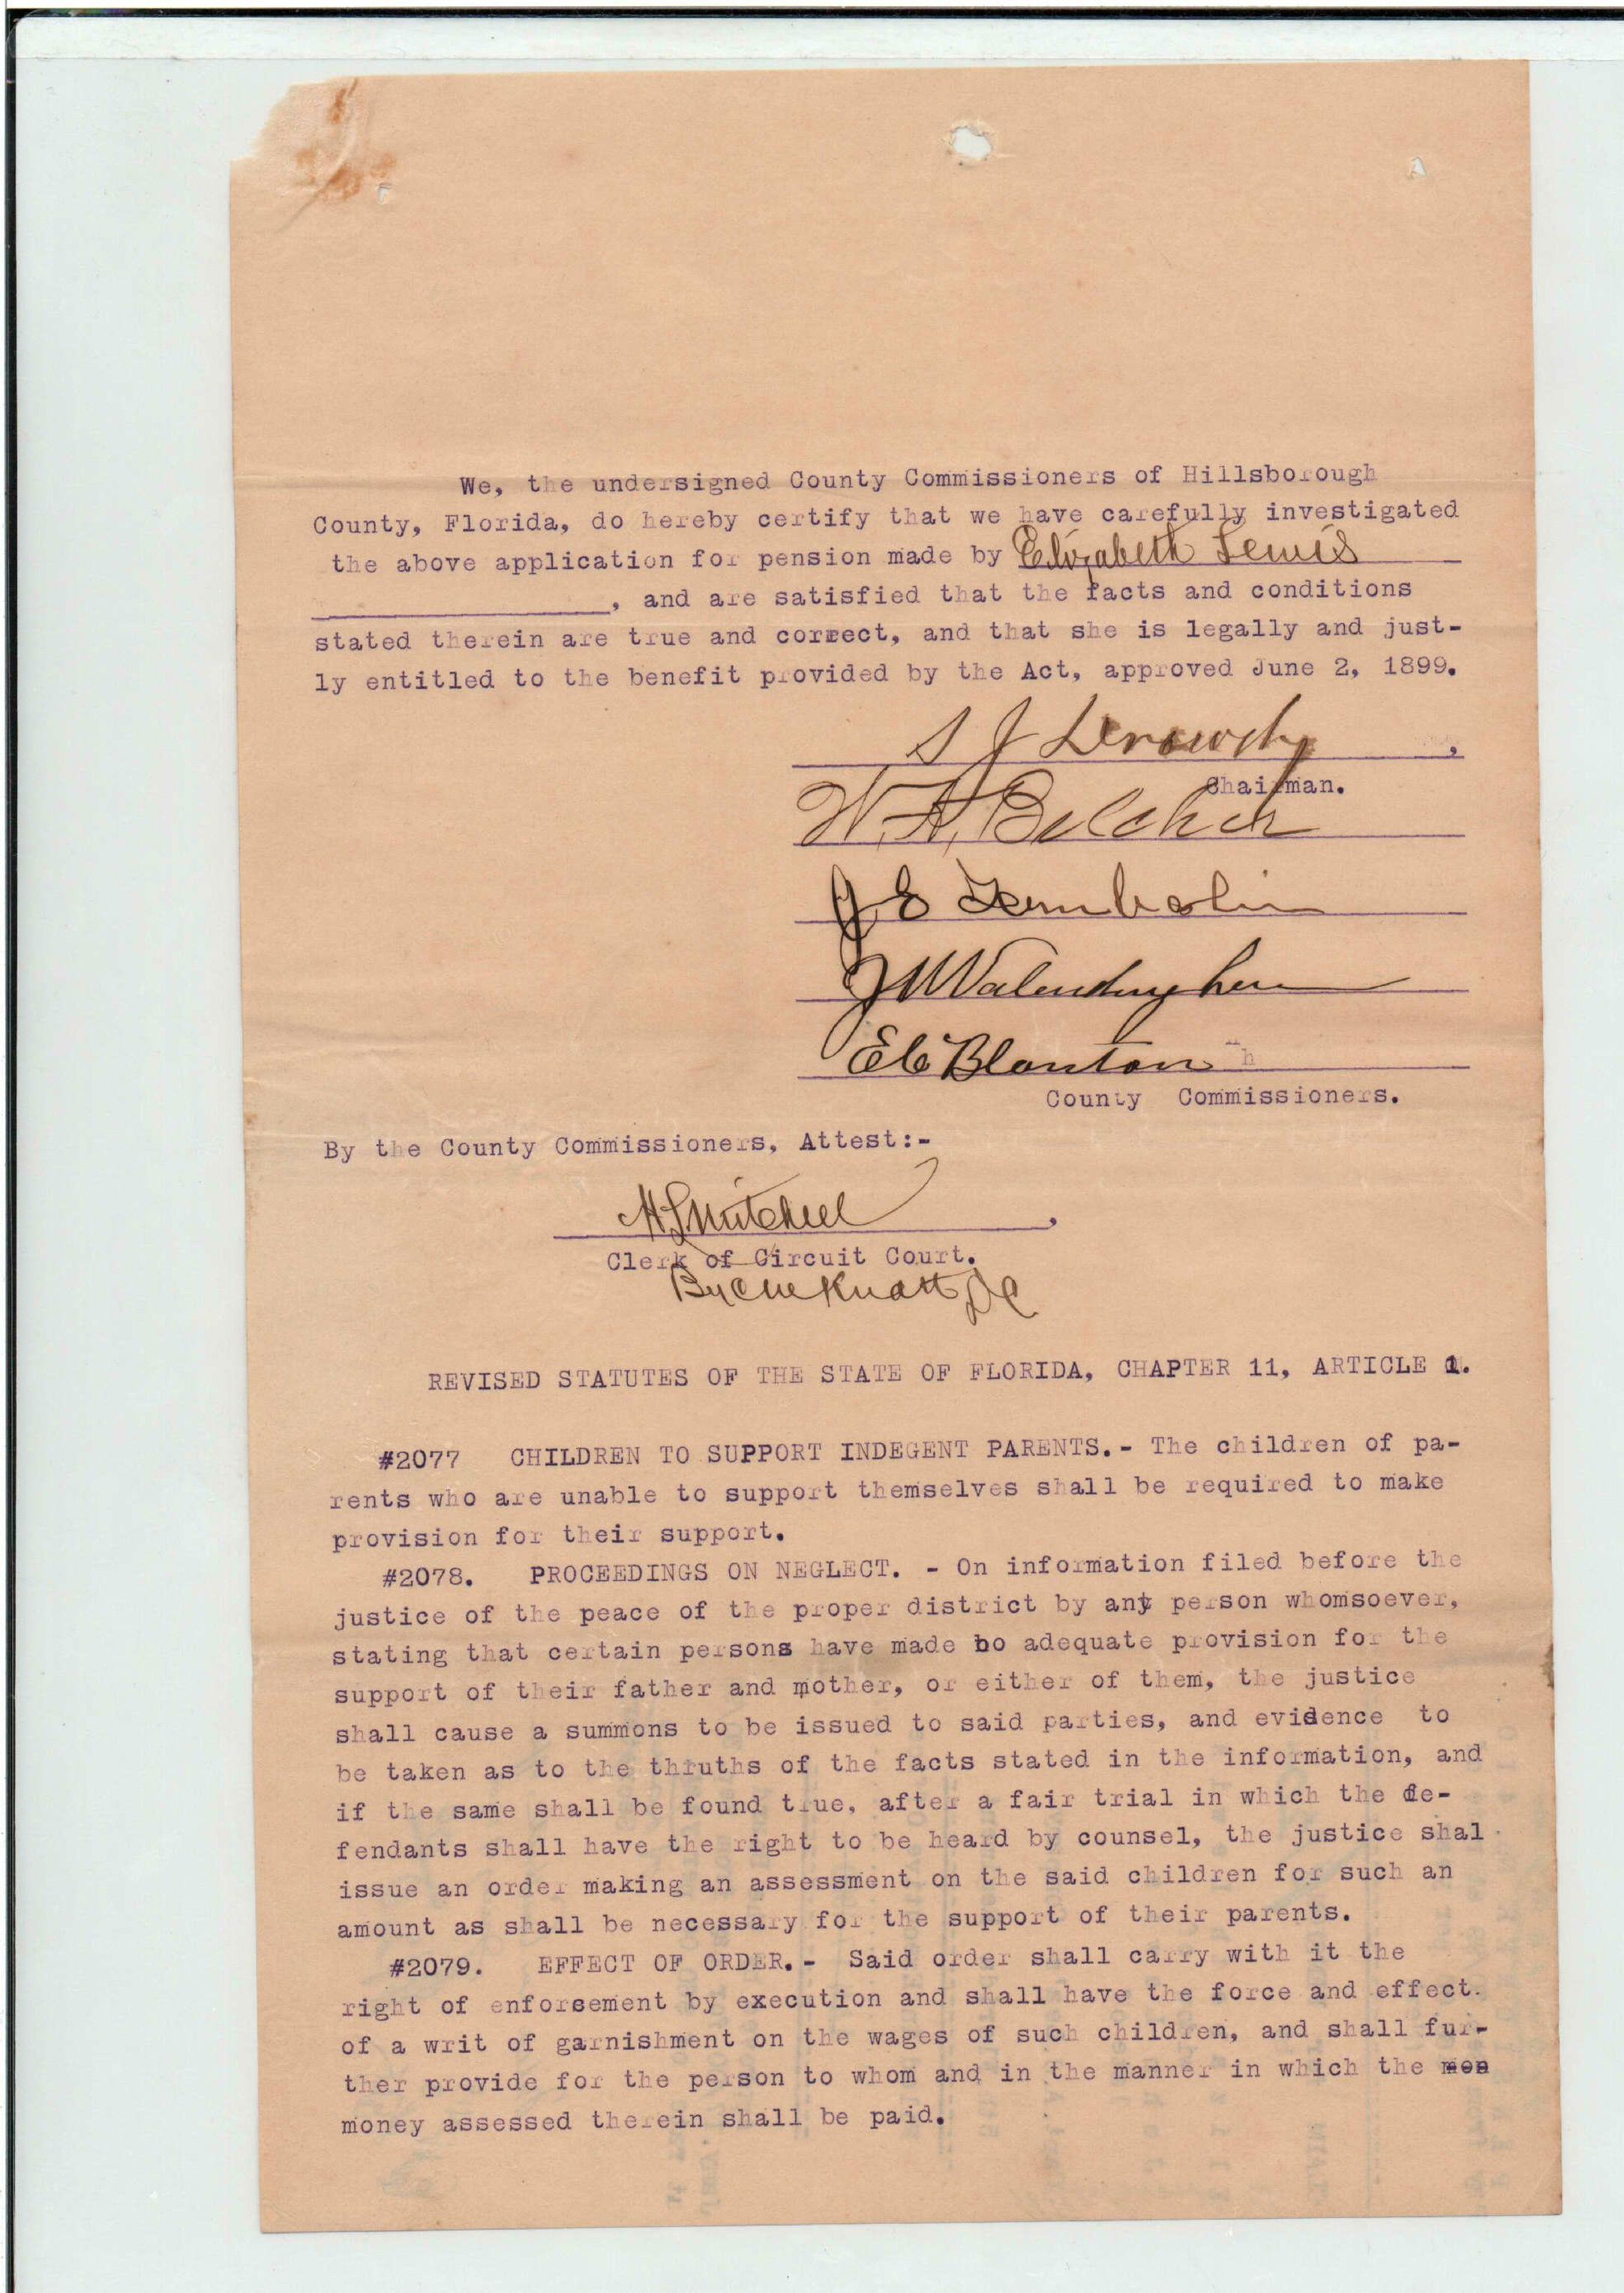 We, the undersigned County Commissioners of Hillsborough
County, Florida, do hereby certify that we have carefully investigated
the above application for pension made by Elizabeth Lewis
, and are satisfied that the facts and conditions
stated therein are true and correct, and that she is legally and just-
ly entitled to the benefit provided by the Act, approved June 2, 1899.
S J Drawdy,
Chairman.
W. A. Belcher
J E
J M Walendingham
E C Blanton
County Commissioners.
By the County Commissioners, Attest:-
H L Mitchell,
Clerk of Circuit Court.
By Knott DC
REVISED STATUTES OF THE STATE OF FLORIDA, CHAPTER 11, ARTICLE 1.
#2077 CHILDREN TO SUPPORT INDEGENT PARENTS.- The children of pa-
rents who are unable to support themselves shall be required to make
provision for their support.
#2078. PROCEEDINGS ON NEGLECT. - On information filed before the
justice of the peace of the proper district by any person whomsoever,
stating that certain persons have made no adequate provision for the
support of their father and mother, or either of them, the justice
shall cause a summons to be issued to said parties, and evidence to
be taken as to the thruths of the facts stated in the information, and
if the same shall be found true, after a fair trial in which the de-
fendants shall have the right to be heard by counsel, the justice shal
issue an order making an assessment on the said children for such an
amount as shall be necessary for the support of their parents.
#2079. EFFECT OF ORDER.- Said order shall carry with it the
right of enforcement by execution and shall have the force and effect.
of a writ of garnishment on the wages of such children, and shall fur-
ther provide for the person to whom and in the manner in which the mon
money assessed therein shall be paid.